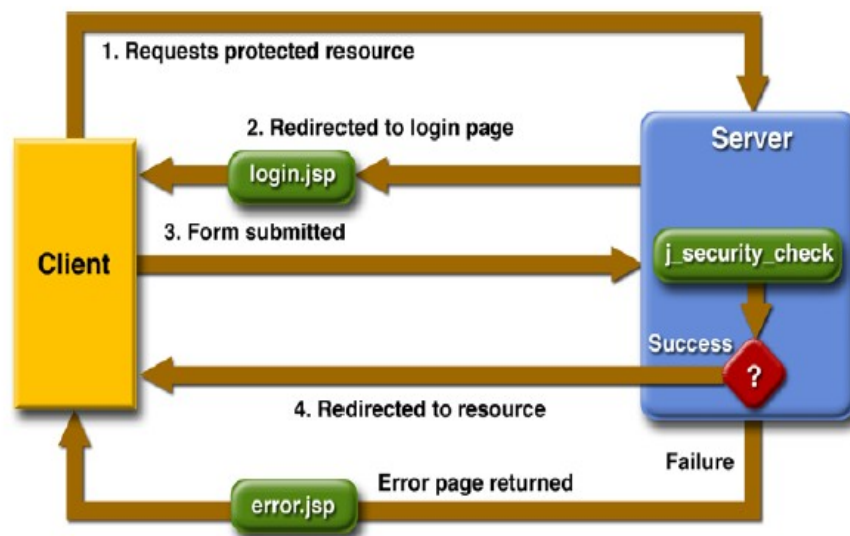 1. Requests protected resource
2. Redirected to login page
Server
login.jsp
3. Form submitted
Client
j_security_check
Success
?
4. Redirected to resource
Failure
Error page returned
error.jsp